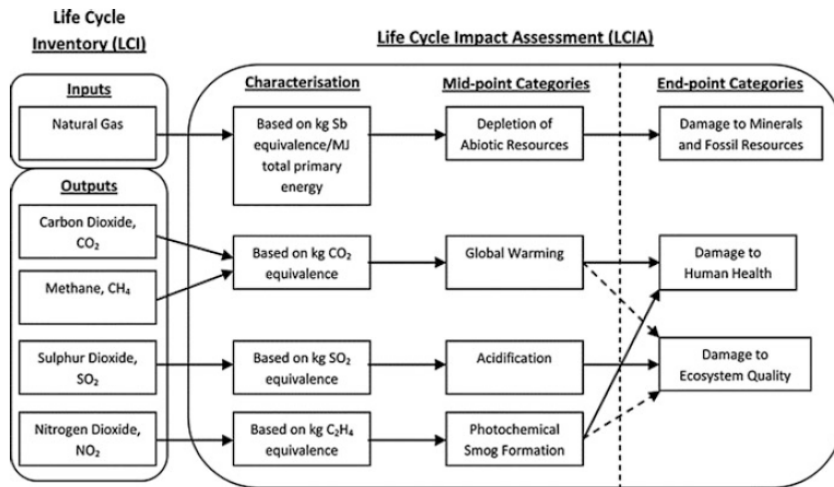 Life Cycle
Inventory (LCI)
Life Cycle Impact Assessment (LCIA)
Inputs
Natural Gas
Outputs
Carbon Dioxide,
CO₂
Methane, CH₄
Sulphur Dioxide,
SO₂
Nitrogen Dioxide,
NO₂
Characterisation
Based on kg Sb
equivalence/MJ
total primary
energy
Based on kg CO₂
equivalence
Based on kg SO₂
equivalence
Based on kg C₂H₄
equivalence
Mid-point Categories
Depletion of
Abiotic Resources
Global Warming
Acidification
Photochemical
Smog Formation
End-point Categories
Damage to Minerals
and Fossil Resources
Damage to
Human Health
Damage to
Ecosystem Quality